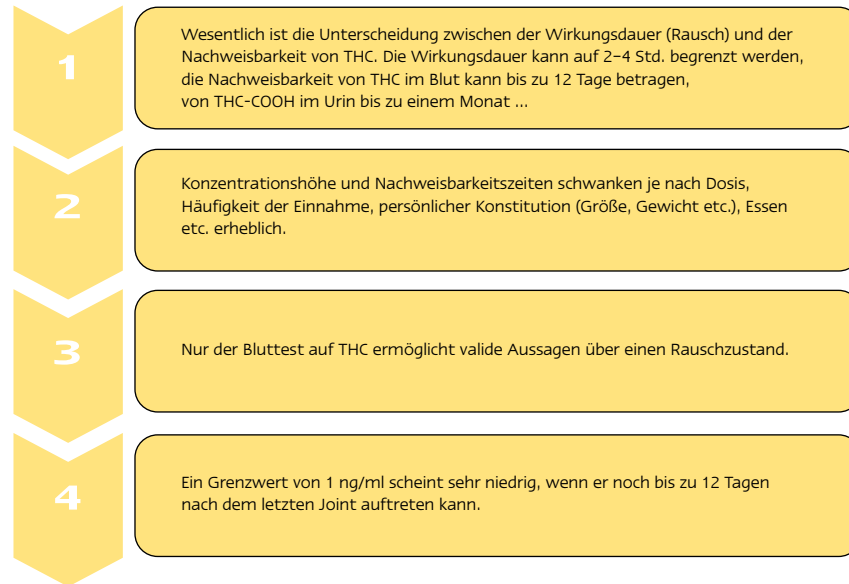 1
Wesentlich ist die Unterscheidung zwischen der Wirkungsdauer (Rausch) und der
Nachweisbarkeit von THC. Die Wirkungsdauer kann auf 2–4 Std. begrenzt werden,
die Nachweisbarkeit von THC im Blut kann bis zu 12 Tage betragen,
von THC-COOH im Urin bis zu einem Monat ...
2
Konzentrationshöhe und Nachweisbarkeitszeiten schwanken je nach Dosis,
Häufigkeit der Einnahme, persönlicher Konstitution (Größe, Gewicht etc.), Essen
etc. erheblich.
3
Nur der Bluttest auf THC ermöglicht valide Aussagen über einen Rauschzustand.
4
Ein Grenzwert von 1 ng/ml scheint sehr niedrig, wenn er noch bis zu 12 Tagen
nach dem letzten Joint auftreten kann.